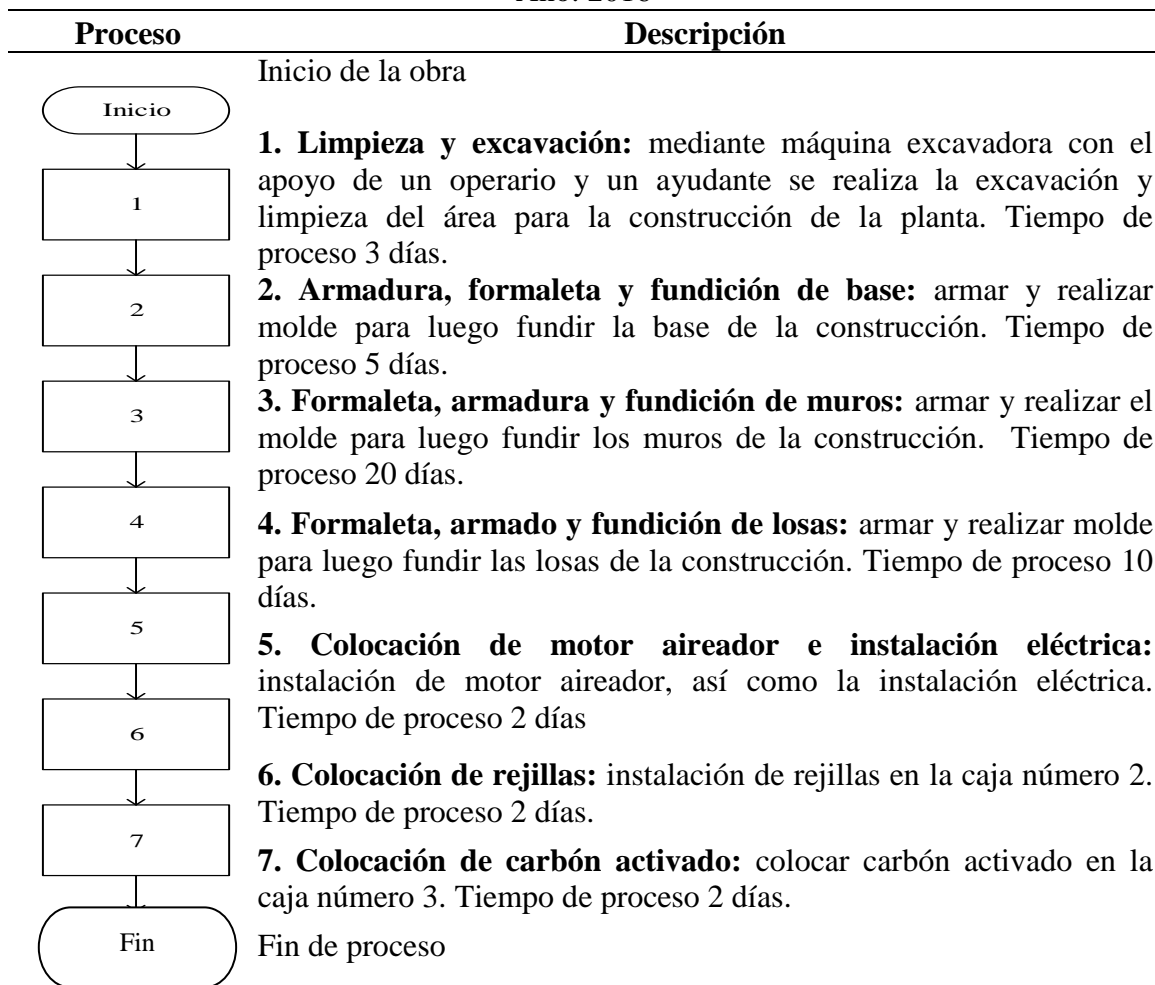 Proceso Descripción
Inicio de la obra
Inicio
1. Limpieza y excavación: mediante máquina excavadora con el
apoyo de un operario y un ayudante se realiza la excavación y
1
limpieza del área para la construcción de la planta. Tiempo de
proceso 3 días.
2. Armadura, formaleta y fundición de base: armar y realizar
2
molde para luego fundir la base de la construcción. Tiempo de
proceso 5 días.
3. Formaleta, armadura y fundición de muros: armar y realizar el
3
molde para luego fundir los muros de la construcción. Tiempo de
proceso 20 días.
4
4. Formaleta, armado y fundición de losas: armar y realizar molde
para luego fundir las losas de la construcción. Tiempo de proceso 10
días.
5
5. Colocación de motor aireador e instalación eléctrica:
instalación de motor aireador, así como la instalación eléctrica.
Tiempo de proceso 2 días
6
6. Colocación de rejillas: instalación de rejillas en la caja número 2.
Tiempo de proceso 2 días.
7
7. Colocación de carbón activado: colocar carbón activado en la
caja número 3. Tiempo de proceso 2 días.
Fin
Fin de proceso